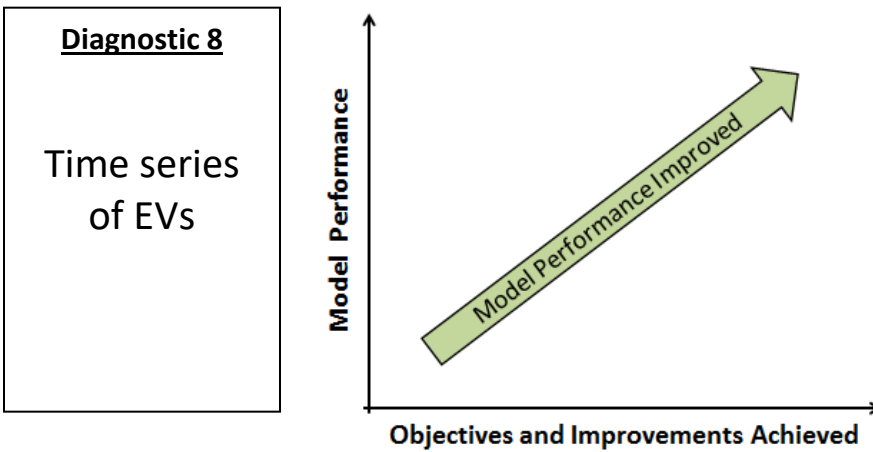 Diagnostic 8
Time series
of EVs
Model Performance
Model Performance Improved
Objectives and Improvements Achieved